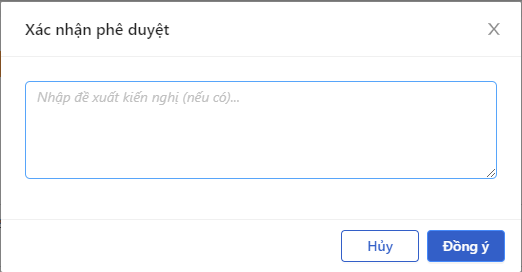 Xác nhận phê duyệt
Nhập đề xuất kiến nghị (nếu có)...
Hủy
Đồng ý